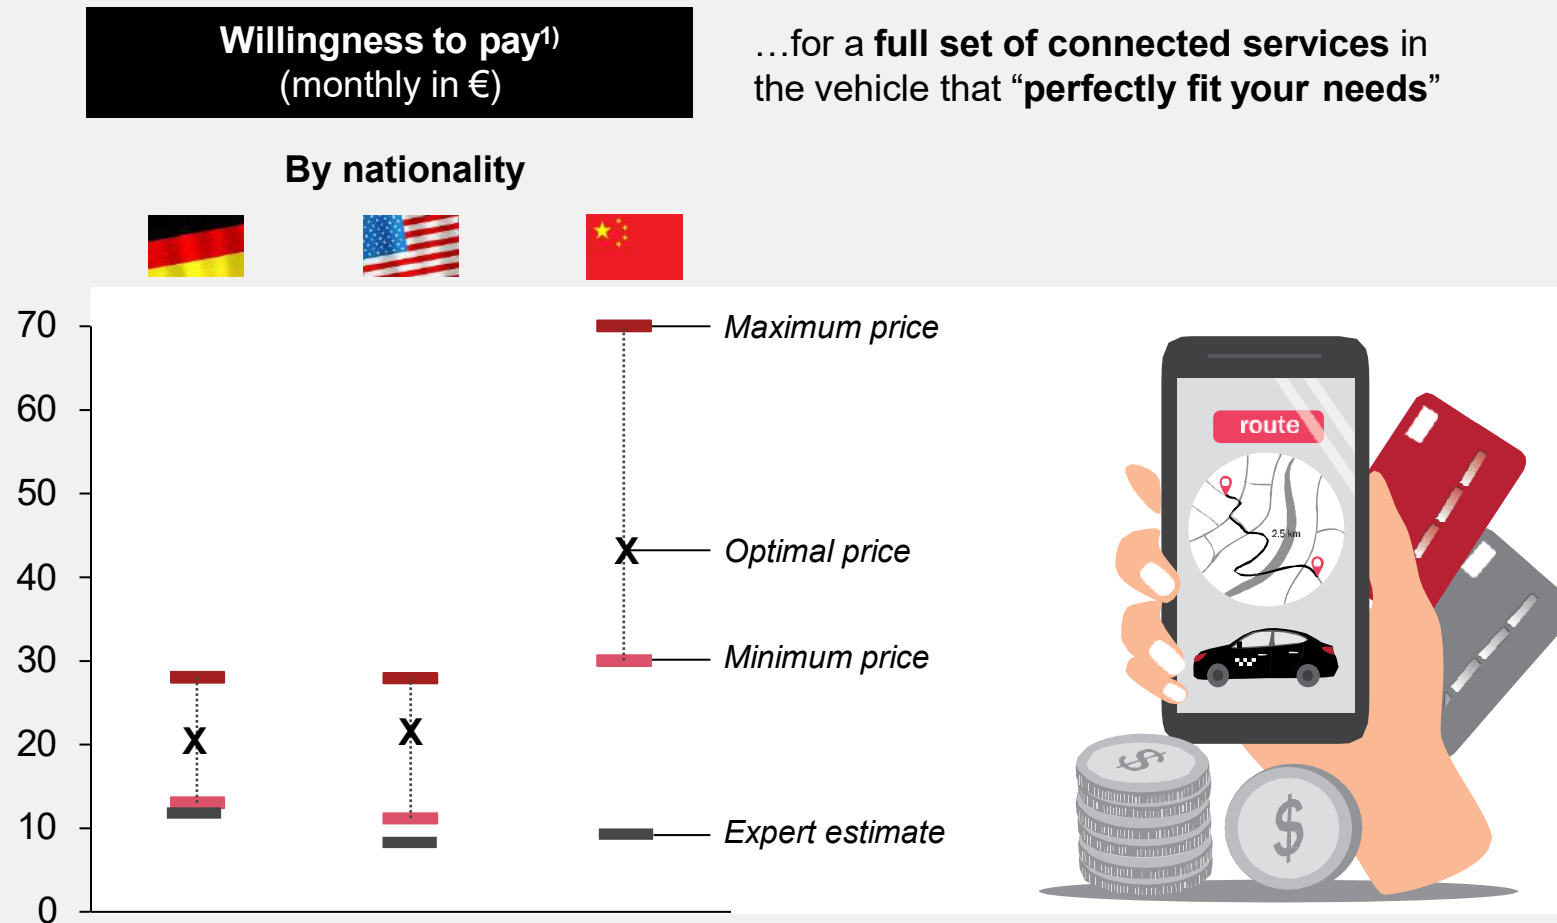 Willingness to pay1)
(monthly in €)
…for a full set of connected services in
the vehicle that “perfectly fit your needs”
By nationality
70
60
50
40
30
20
10
0
X
X
X
Maximum price
Optimal price
Minimum price
Expert estimate
route
2.5 km
$
$